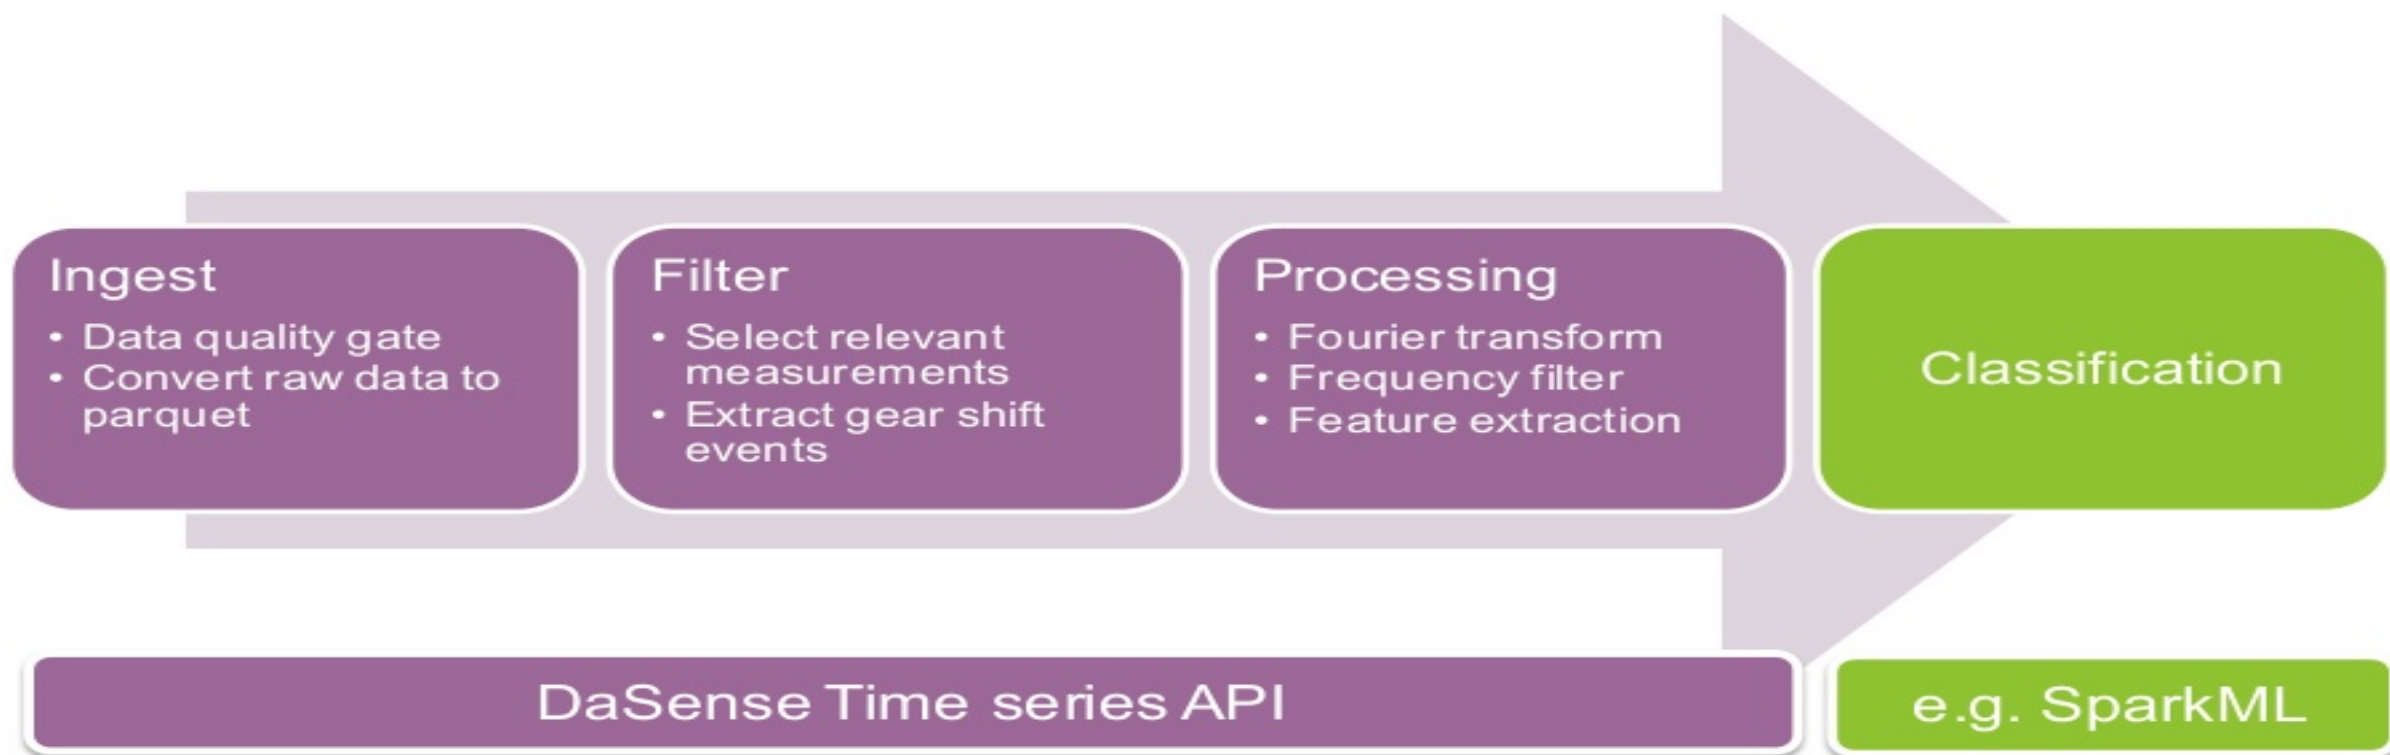 Ingest
• Data quality gate
• Convert raw data to
parquet
Filter
• Select relevant
measurements
• Extract gear shift
events
Processing
• Fourier transform
• Frequency filter
• Feature extraction
Classification
DaSense Time series API
e.g. SparkML